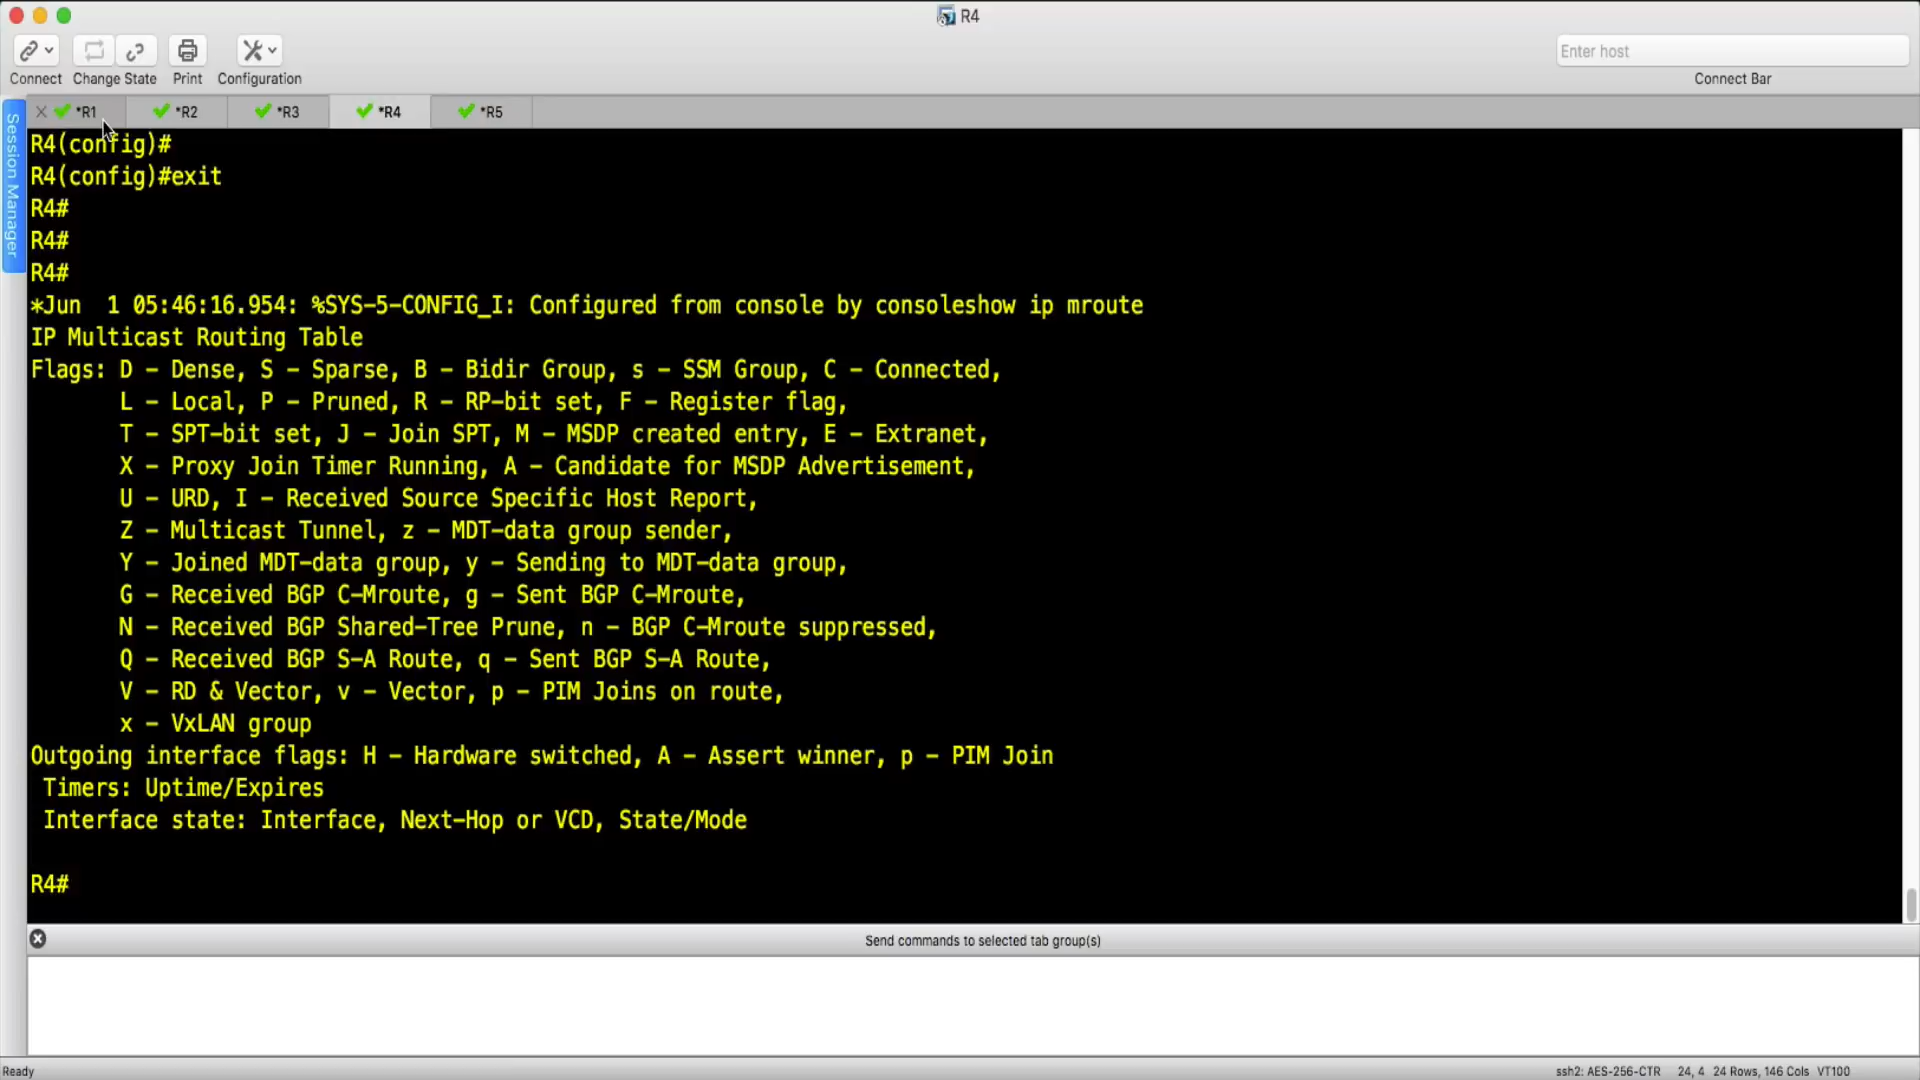 R4
Enter host
Connect Change State Print Configuration Connect Bar
*R1 *R2 *R3 *R4 *R5
Session Manager
R4(config)#
R4(config)#exit
R4#
R4#
R4#
*Jun  1 05:46:16.954: %SYS-5-CONFIG_I: Configured from console by consoleshow ip mroute
IP Multicast Routing Table
Flags: D - Dense, S - Sparse, B - Bidir Group, s - SSM Group, C - Connected,
       L - Local, P - Pruned, R - RP-bit set, F - Register flag,
       T - SPT-bit set, J - Join SPT, M - MSDP created entry, E - Extranet,
       X - Proxy Join Timer Running, A - Candidate for MSDP Advertisement,
       U - URD, I - Received Source Specific Host Report,
       Z - Multicast Tunnel, z - MDT-data group sender,
       Y - Joined MDT-data group, y - Sending to MDT-data group,
       G - Received BGP C-Mroute, g - Sent BGP C-Mroute,
       N - Received BGP Shared-Tree Prune, n - BGP C-Mroute suppressed,
       Q - Received BGP S-A Route, q - Sent BGP S-A Route,
       V - RD & Vector, v - Vector, p - PIM Joins on route,
       x - VxLAN group
Outgoing interface flags: H - Hardware switched, A - Assert winner, p - PIM Join
 Timers: Uptime/Expires
 Interface state: Interface, Next-Hop or VCD, State/Mode
R4#
Send commands to selected tab group(s)
Ready ssh2: AES-256-CTR 24, 4 24 Rows, 146 Cols VT100